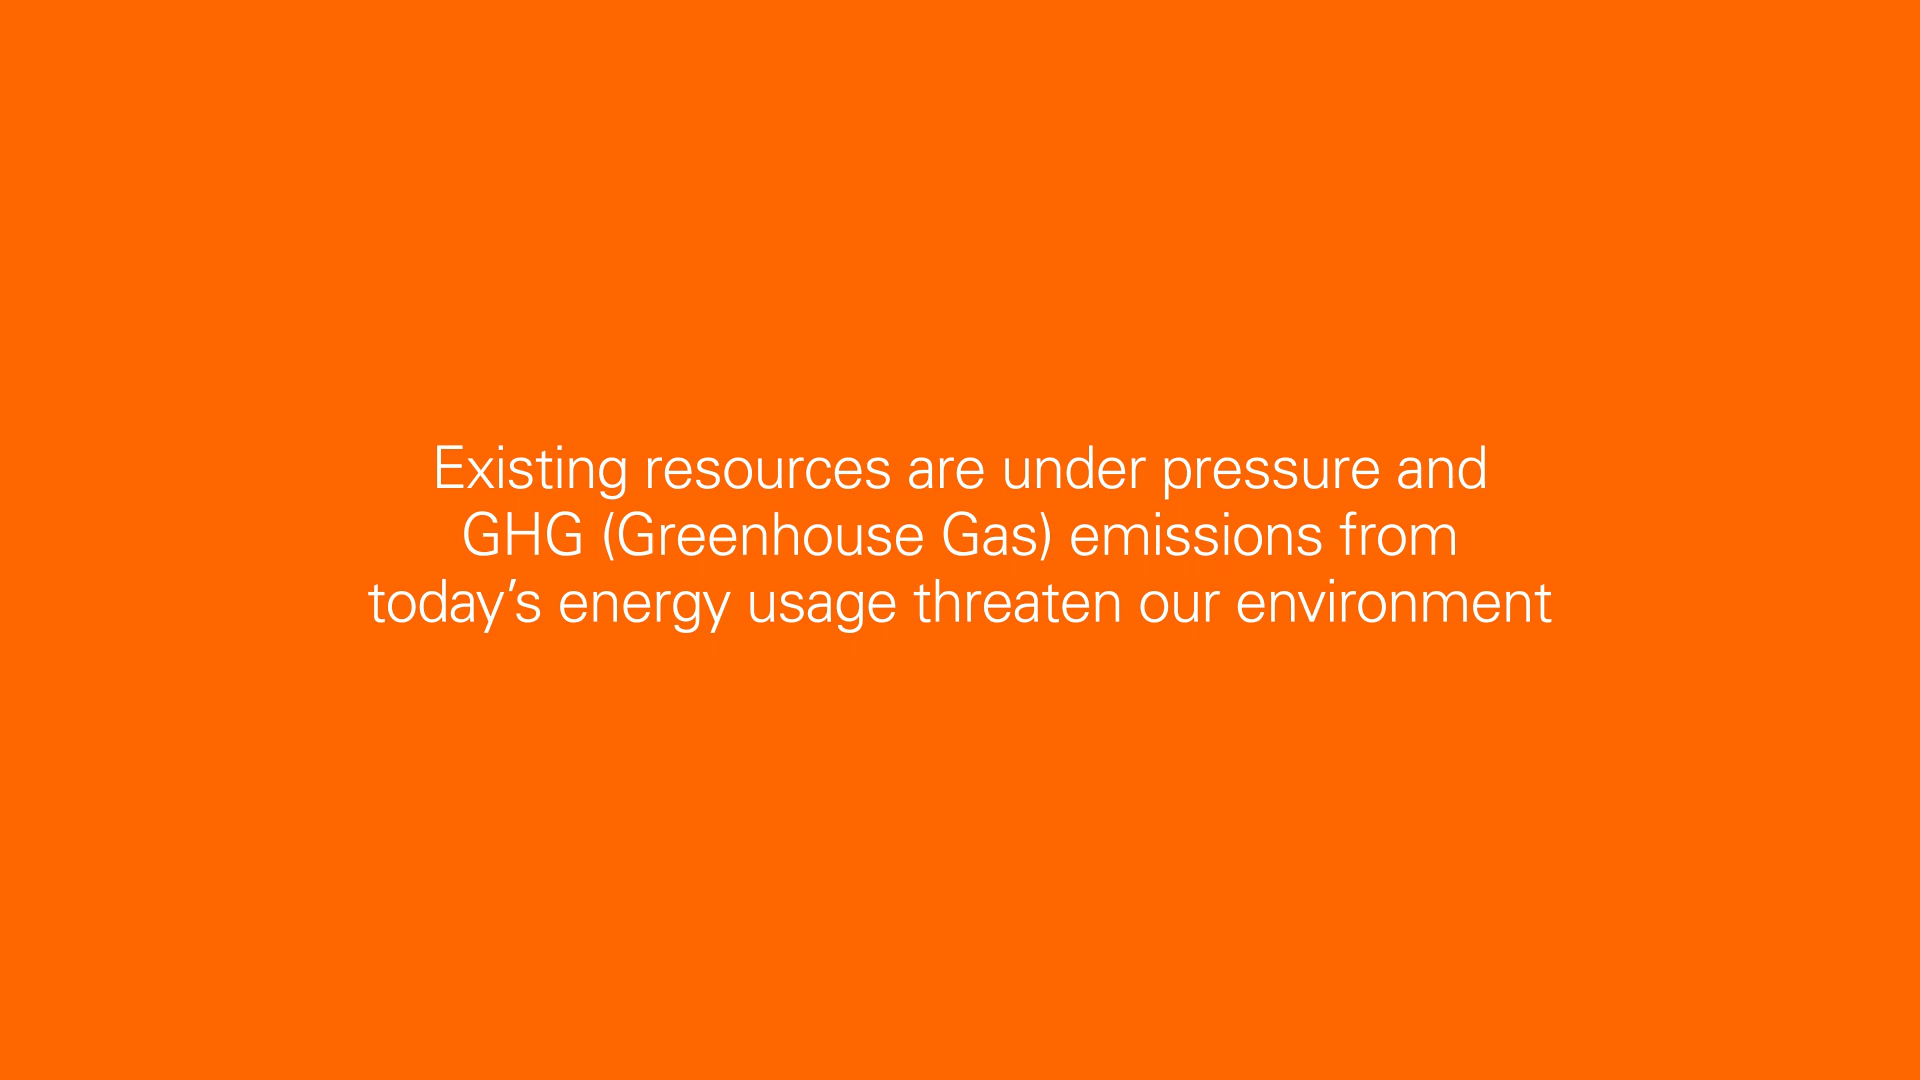 Existing resources are under pressure and
GHG (Greenhouse Gas) emissions from
today’s energy usage threaten our environment